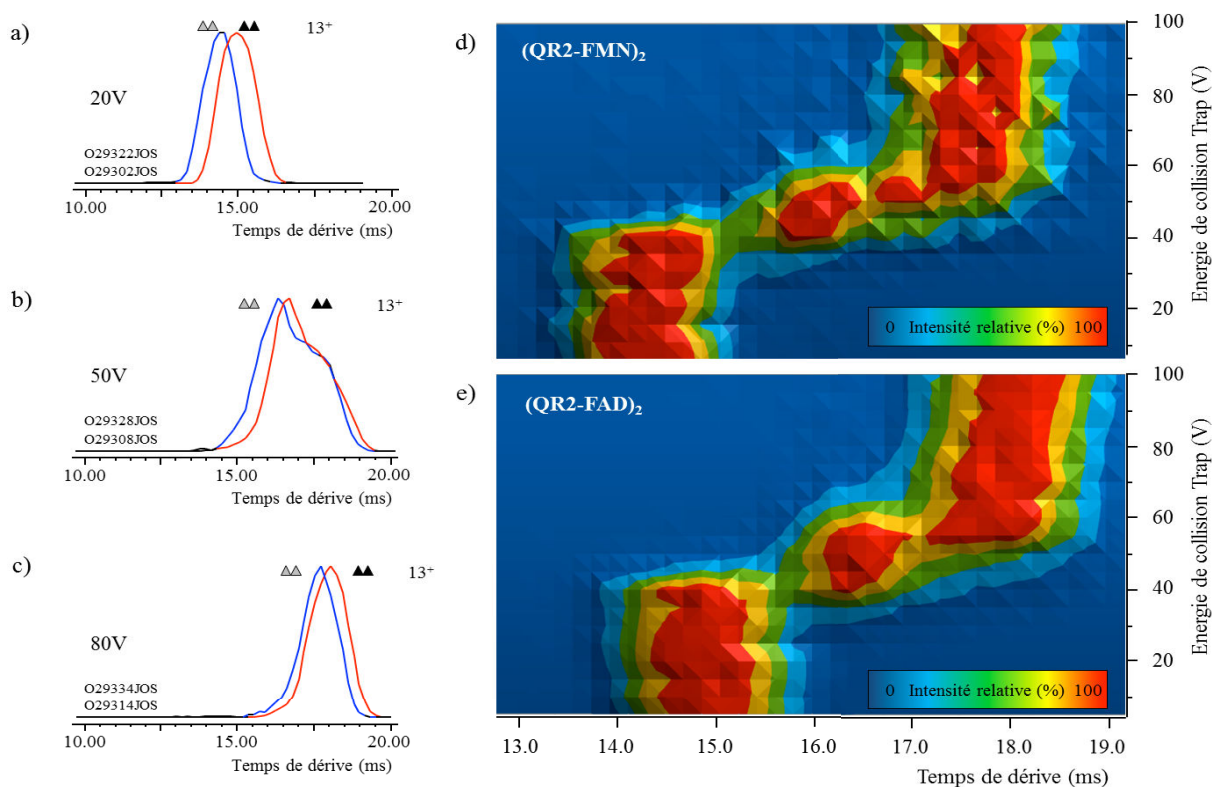 a)
13⁺
20V
O29322JOS
O29302JOS
10.00 15.00 20.00
Temps de dérive (ms)
b)
13⁺
50V
O29328JOS
O29308JOS
10.00 15.00 20.00
Temps de dérive (ms)
c)
13⁺
80V
O29334JOS
O29314JOS
10.00 15.00 20.00
Temps de dérive (ms)
d)
(QR2-FMN)₂
0 Intensité relative (%) 100
100
80
60
40
20
Energie de collision Trap (V)
e)
(QR2-FAD)₂
0 Intensité relative (%) 100
100
80
60
40
20
Energie de collision Trap (V)
13.0 14.0 15.0 16.0 17.0 18.0 19.0
Temps de dérive (ms)